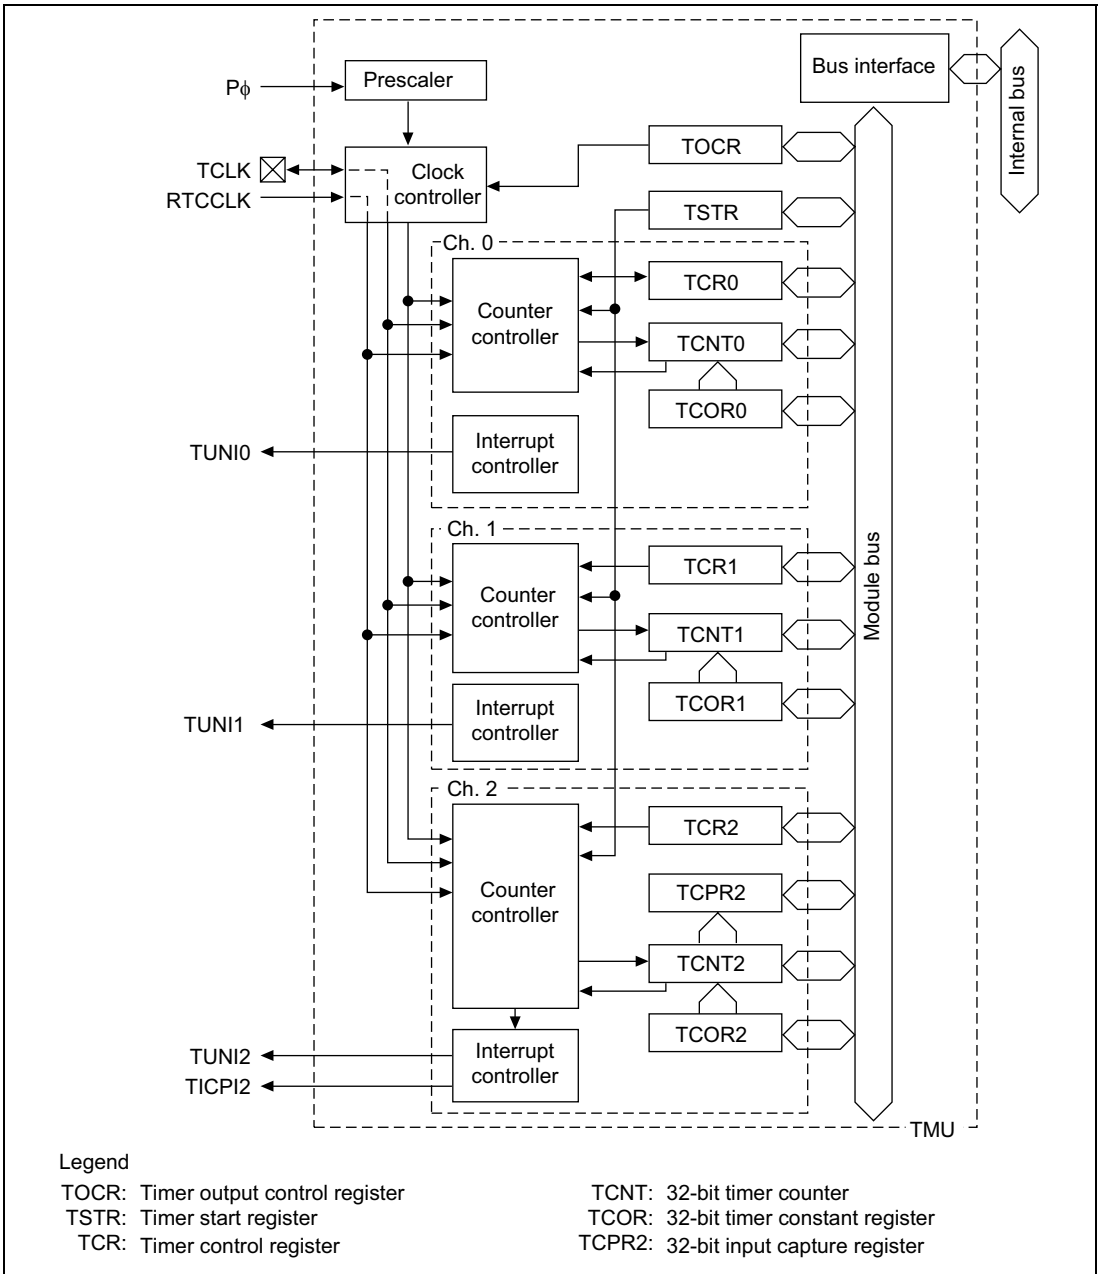 Bus interface
Internal bus
Pϕ
Prescaler
TCLK
RTCCLK
Clock
controller
TOCR
TSTR
Ch. 0
Counter
controller
TCR0
TCNT0
TCOR0
TUNI0
Interrupt
controller
Module bus
Ch. 1
Counter
controller
TCR1
TCNT1
TCOR1
TUNI1
Interrupt
controller
Ch. 2
Counter
controller
TCR2
TCPR2
TCNT2
TCOR2
TUNI2
TICPI2
Interrupt
controller
TMU
Legend
TOCR: Timer output control register
TSTR: Timer start register
TCR: Timer control register
TCNT: 32-bit timer counter
TCOR: 32-bit timer constant register
TCPR2: 32-bit input capture register